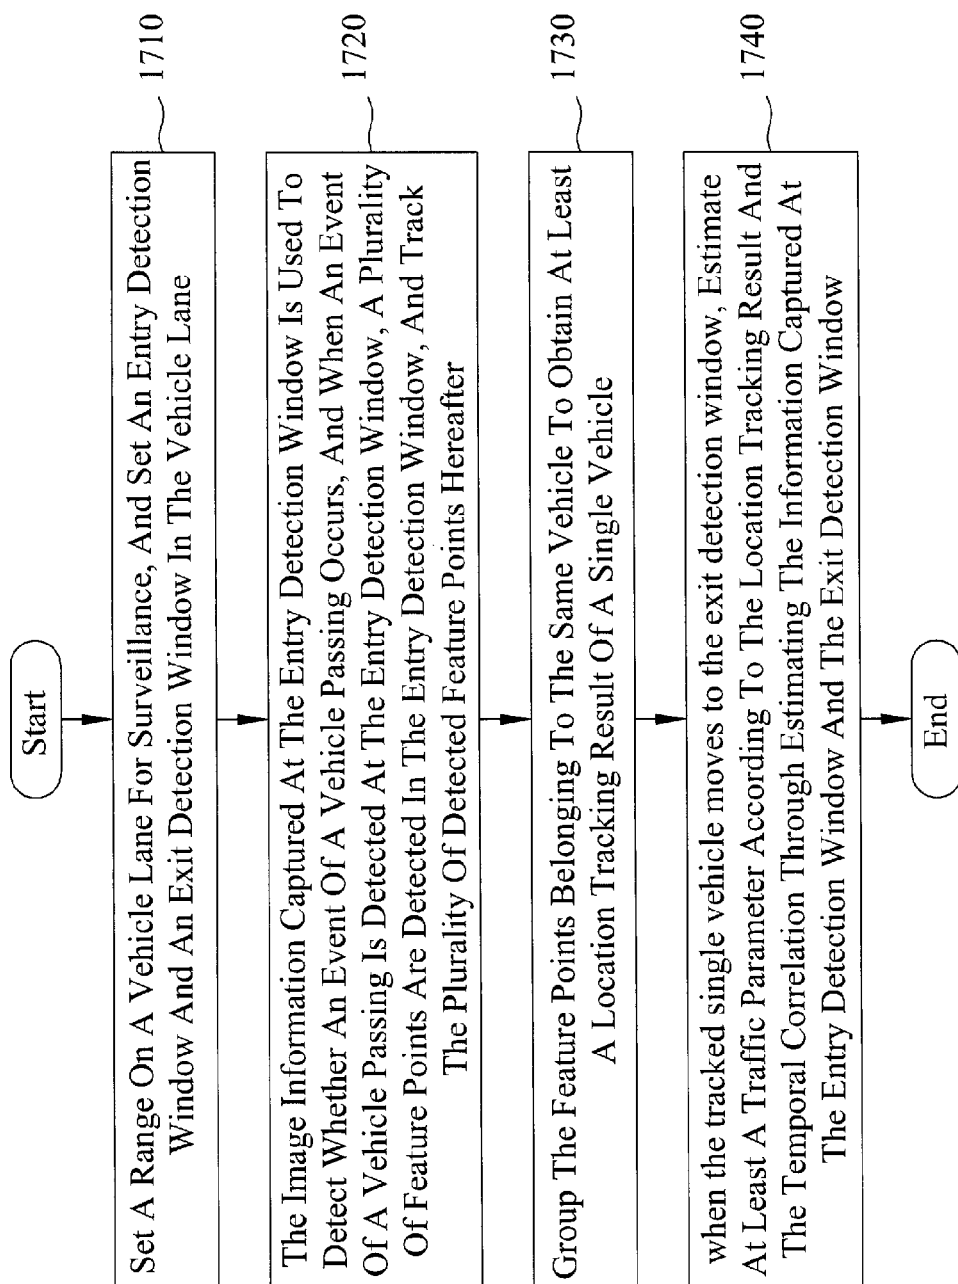 Start
Set A Range On A Vehicle Lane For Surveillance, And Set An Entry Detection
Window And An Exit Detection Window In The Vehicle Lane
1710
The Image Information Captured At The Entry Detection Window Is Used To
Detect Whether An Event Of A Vehicle Passing Occurs, And When An Event
Of A Vehicle Passing Is Detected At The Entry Detection Window, A Plurality
Of Feature Points Are Detected In The Entry Detection Window, And Track
The Plurality Of Detected Feature Points Hereafter
1720
Group The Feature Points Belonging To The Same Vehicle To Obtain At Least
A Location Tracking Result Of A Single Vehicle
1730
when the tracked single vehicle moves to the exit detection window, Estimate
At Least A Traffic Parameter According To The Location Tracking Result And
The Temporal Correlation Through Estimating The Information Captured At
The Entry Detection Window And The Exit Detection Window
1740
End